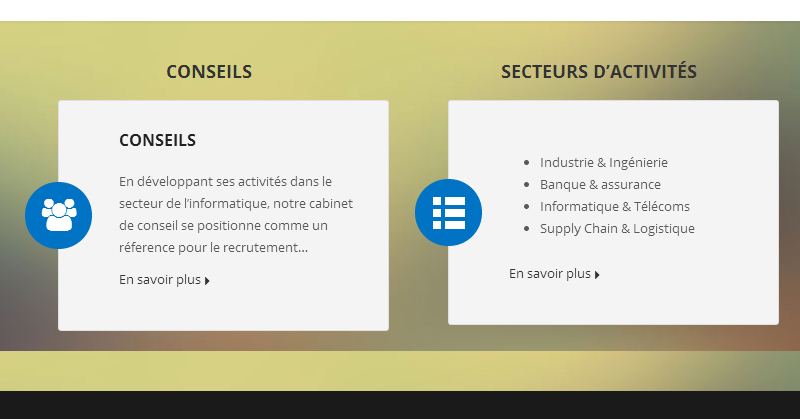 CONSEILS
CONSEILS
En développant ses activités dans le
secteur de l'informatique, notre cabinet
de conseil se positionne comme un
réference pour le recrutement...
En savoir plus
SECTEURS D'ACTIVITÉS
Industrie & Ingénierie
Banque & assurance
Informatique & Télécoms
Supply Chain & Logistique
En savoir plus